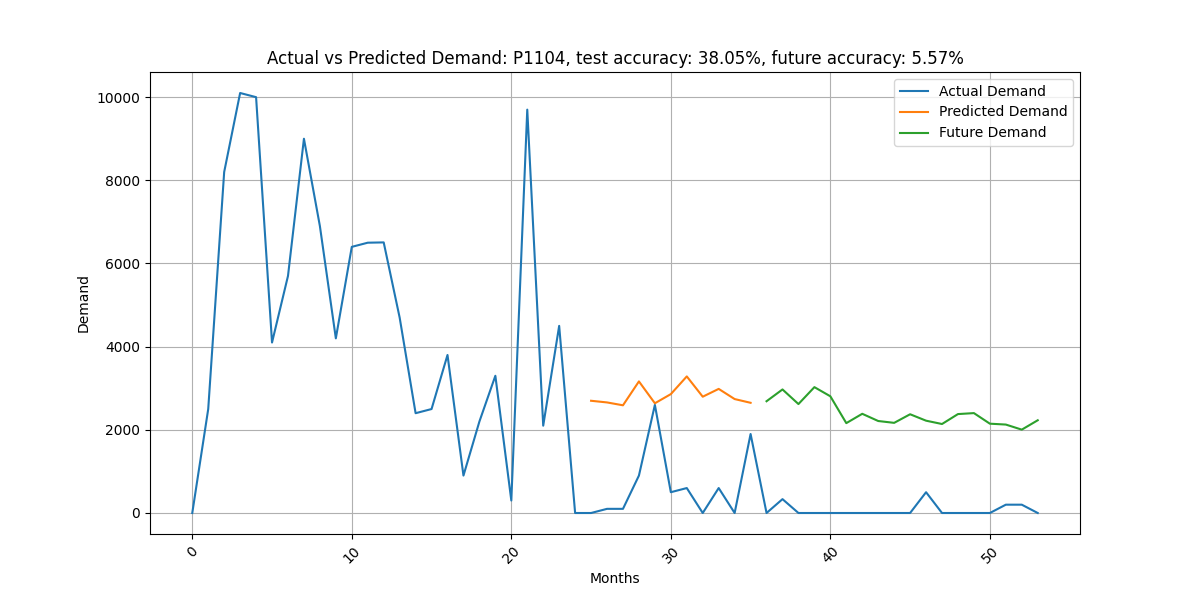 Actual vs Predicted Demand: P1104, test accuracy: 38.05%, future accuracy: 5.57%
Actual Demand
Predicted Demand
Future Demand
10000
8000
6000
4000
2000
0
Demand
0 10 20 30 40 50
Months